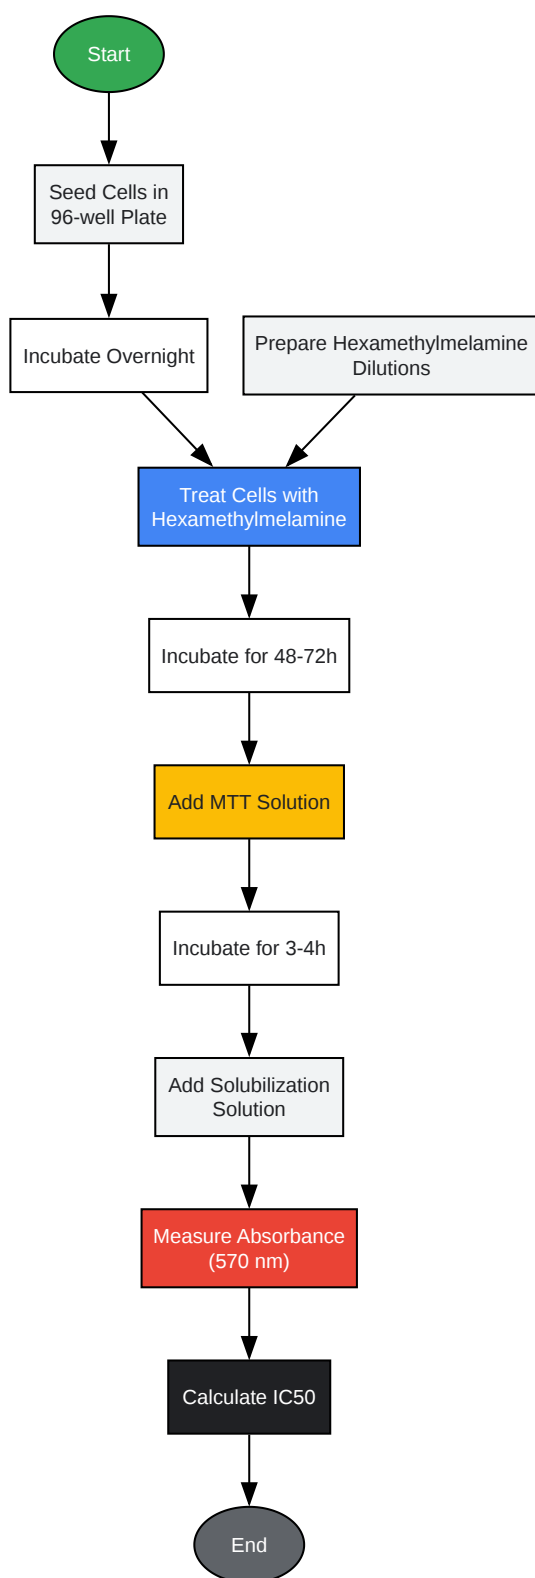 Start
Seed Cells in
96-well Plate
Incubate Overnight
Prepare Hexamethylmelamine
Dilutions
Treat Cells with
Hexamethylmelamine
Incubate for 48-72h
Add MTT Solution
Incubate for 3-4h
Add Solubilization
Solution
Measure Absorbance
(570 nm)
Calculate IC50
End